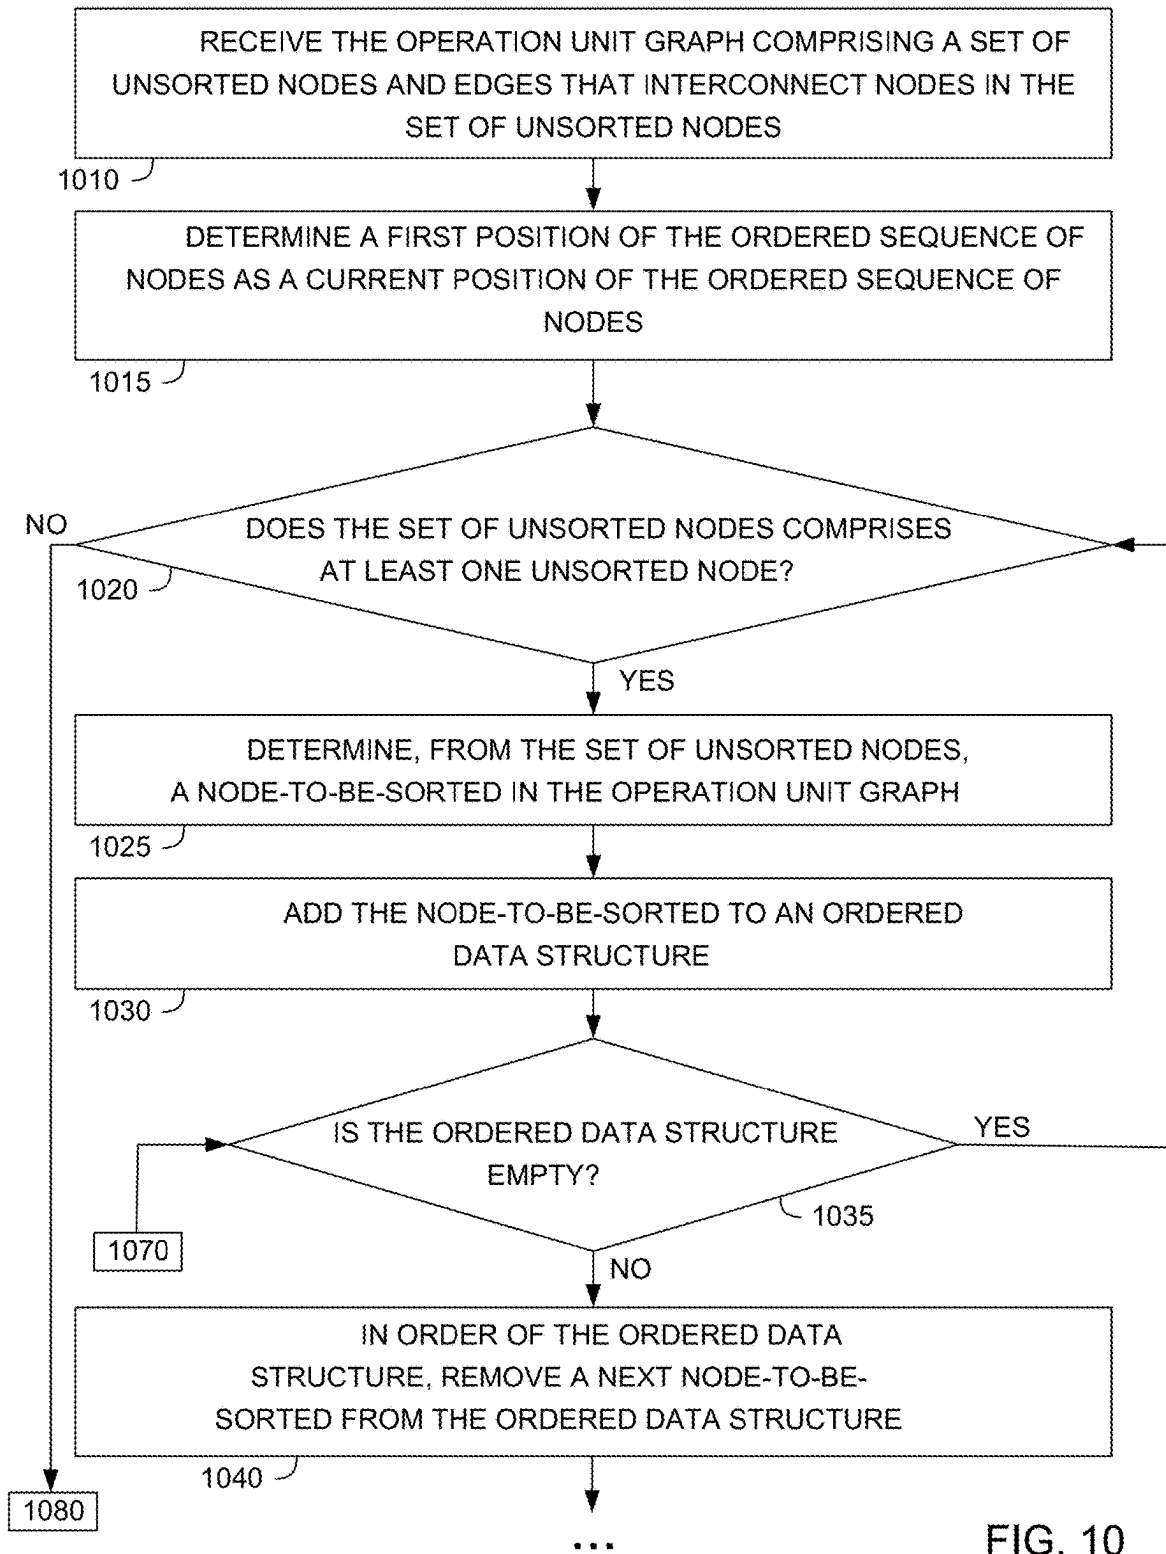 RECEIVE THE OPERATION UNIT GRAPH COMPRISING A SET OF
UNSORTED NODES AND EDGES THAT INTERCONNECT NODES IN THE
SET OF UNSORTED NODES
1010
DETERMINE A FIRST POSITION OF THE ORDERED SEQUENCE OF
NODES AS A CURRENT POSITION OF THE ORDERED SEQUENCE OF
NODES
1015
NO
DOES THE SET OF UNSORTED NODES COMPRISES
AT LEAST ONE UNSORTED NODE?
1020
YES
DETERMINE, FROM THE SET OF UNSORTED NODES,
A NODE-TO-BE-SORTED IN THE OPERATION UNIT GRAPH
1025
ADD THE NODE-TO-BE-SORTED TO AN ORDERED
DATA STRUCTURE
1030
YES
IS THE ORDERED DATA STRUCTURE
EMPTY?
1035
1070
NO
IN ORDER OF THE ORDERED DATA
STRUCTURE, REMOVE A NEXT NODE-TO-BE-
SORTED FROM THE ORDERED DATA STRUCTURE
1040
1080
...
FIG. 10